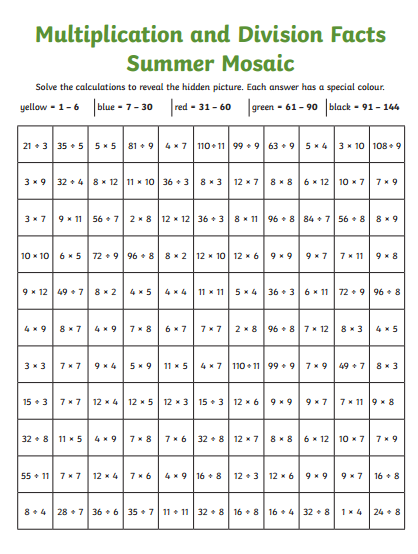 Multiplication and Division Facts
Summer Mosaic
Solve the calculations to reveal the hidden picture. Each answer has a special colour.
yellow = 1 – 6 blue = 7 – 30 red = 31 – 60 green = 61 – 90 black = 91 – 144
21 ÷ 3 35 ÷ 5 5 × 5 81 ÷ 9 4 × 7 110÷11 99 ÷ 9 63 ÷ 9 5 × 4 3 × 10 108÷9
3 × 9 32 ÷ 4 8 × 12 11 × 10 36 ÷ 3 8 × 3 12 × 7 8 × 8 6 × 12 10 × 7 7 × 9
3 × 7 9 × 11 56 ÷ 7 2 × 8 12 × 12 36 ÷ 3 8 × 11 96 ÷ 8 84 ÷ 7 56 ÷ 8 8 × 9
10 × 10 6 × 5 72 ÷ 9 96 ÷ 8 8 × 2 12 × 10 12 × 6 9 × 9 9 × 7 7 × 11 9 × 8
9 × 12 49 ÷ 7 8 × 2 4 × 5 4 × 4 11 × 11 5 × 4 36 ÷ 3 6 × 11 72 ÷ 9 96 ÷ 8
4 × 9 8 × 7 4 × 9 7 × 8 6 × 7 7 × 7 2 × 8 96 ÷ 8 7 × 12 8 × 3 4 × 5
3 × 3 7 × 7 9 × 4 5 × 9 11 × 5 4 × 7 110÷11 99 ÷ 9 7 × 9 49 ÷ 7 8 × 3
15 ÷ 3 7 × 7 12 × 4 12 × 5 12 × 3 15 ÷ 3 12 × 6 9 × 9 9 × 7 7 × 11 9 × 8
32 ÷ 8 11 × 5 4 × 9 7 × 8 7 × 6 32 ÷ 8 12 × 7 8 × 8 6 × 12 10 × 7 7 × 9
55 ÷ 11 7 × 7 12 × 4 7 × 6 4 × 9 16 ÷ 8 12 ÷ 3 12 × 6 9 × 9 9 × 7 16 ÷ 8
8 ÷ 4 28 ÷ 7 36 ÷ 6 35 ÷ 7 11 ÷ 11 32 ÷ 8 16 ÷ 8 16 ÷ 4 32 ÷ 8 1 × 4 24 ÷ 8